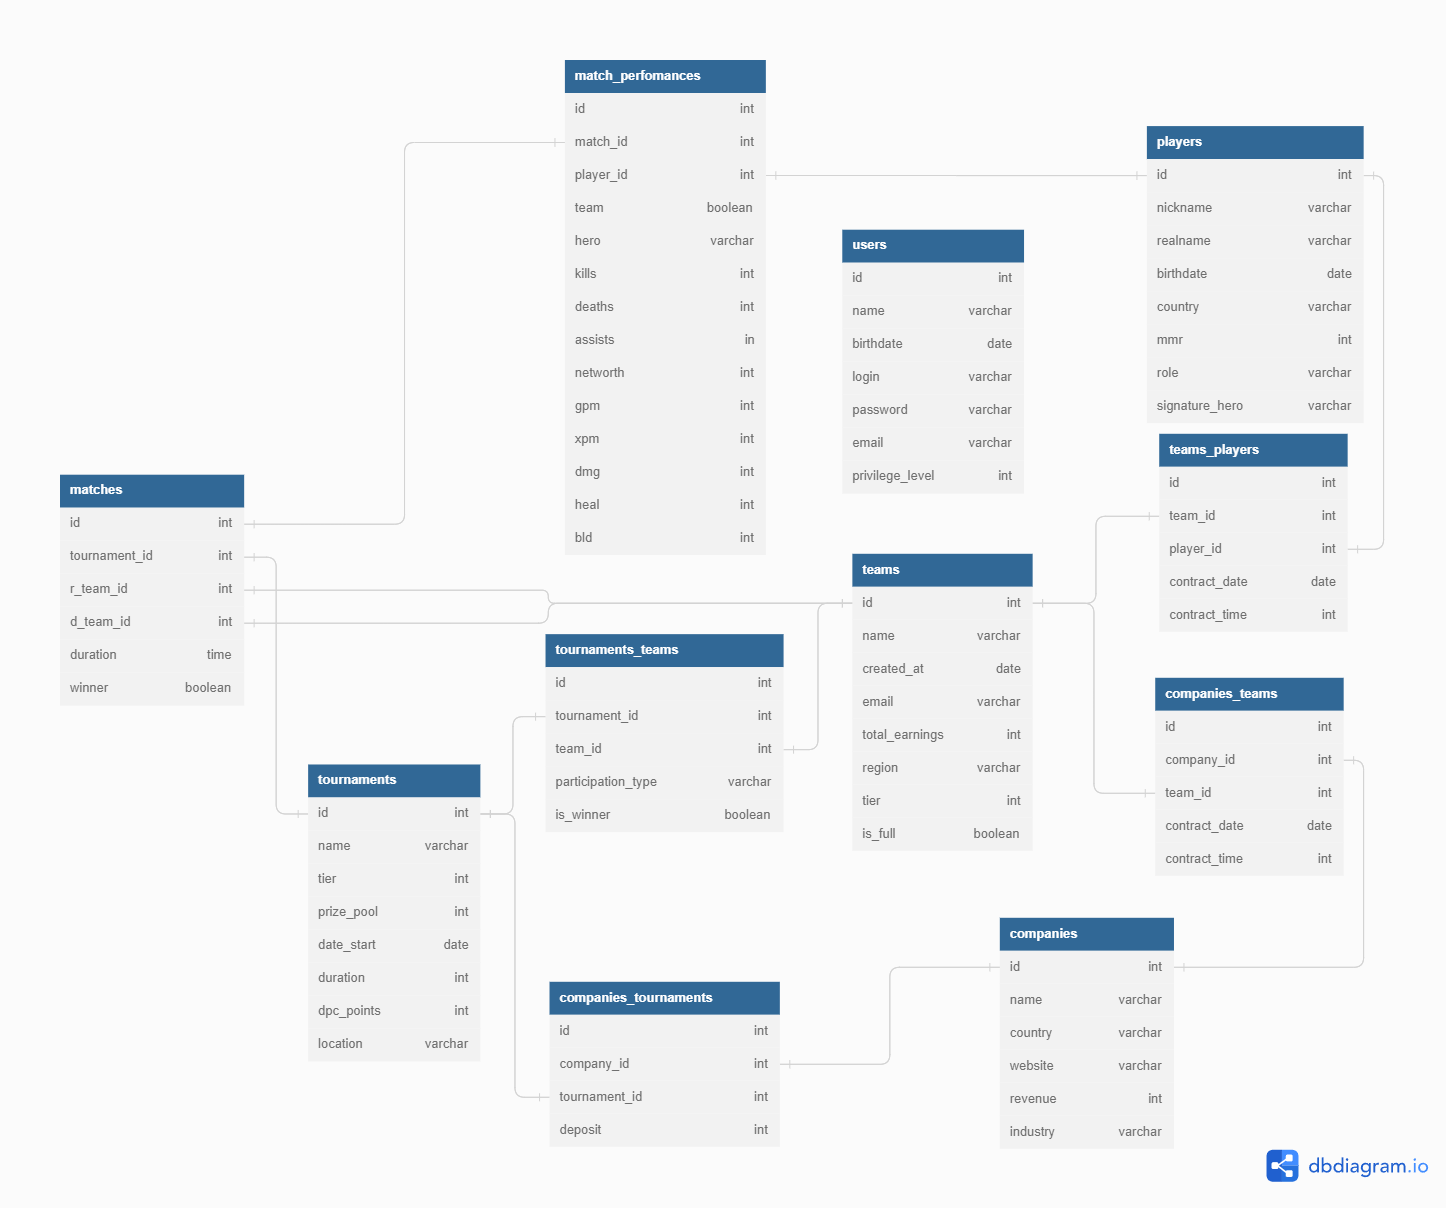 match_perfomances
id int
match_id int
player_id int
team boolean
hero varchar
kills int
deaths int
assists in
networth int
gpm int
xpm int
dmg int
heal int
bld int
players
id int
nickname varchar
realname varchar
birthdate date
country varchar
mmr int
role varchar
signature_hero varchar
users
id int
name varchar
birthdate date
login varchar
password varchar
email varchar
privilege_level int
teams_players
id int
team_id int
player_id int
contract_date date
contract_time int
matches
id int
tournament_id int
r_team_id int
d_team_id int
duration time
winner boolean
teams
id int
name varchar
created_at date
email varchar
total_earnings int
region varchar
tier int
is_full boolean
tournaments_teams
id int
tournament_id int
team_id int
participation_type varchar
is_winner boolean
companies_teams
id int
company_id int
team_id int
contract_date date
contract_time int
tournaments
id int
name varchar
tier int
prize_pool int
date_start date
duration int
dpc_points int
location varchar
companies
id int
name varchar
country varchar
website varchar
revenue int
industry varchar
companies_tournaments
id int
company_id int
tournament_id int
deposit int
dbdiagram.io